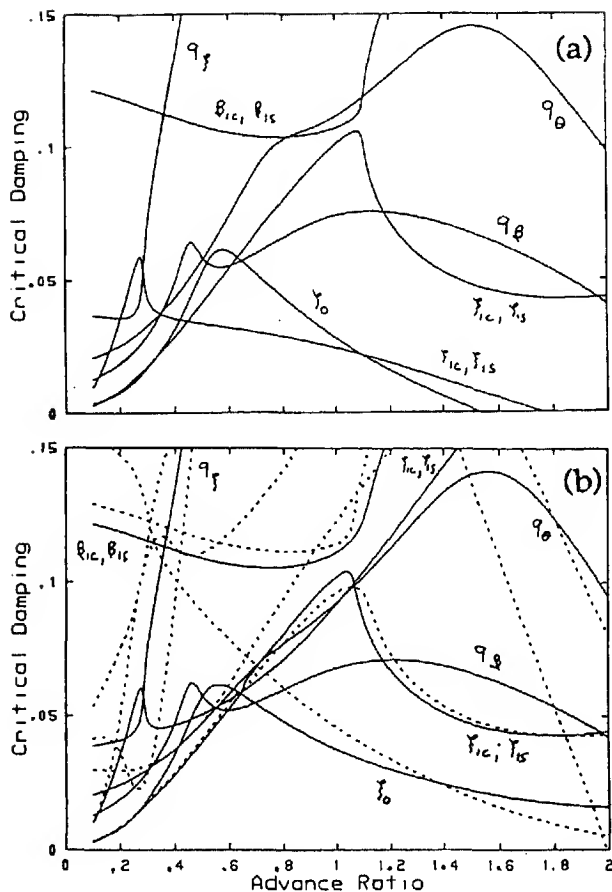 .15
(a)
qζ
β1c, β1s
.1
qθ
Critical Damping
qβ
.05
ζ0
ζ1c, ζ1s
ζ1c, ζ1s
0
.15
(b)
qζ
ζ1c, ζ1s
β1c, β1s
qθ
.1
Critical Damping
qβ
.05
ζ1c, ζ1s
ζ0
0
0 .2 .4 .6 .8 1 1.2 1.4 1.6 1.8 2
Advance Ratio